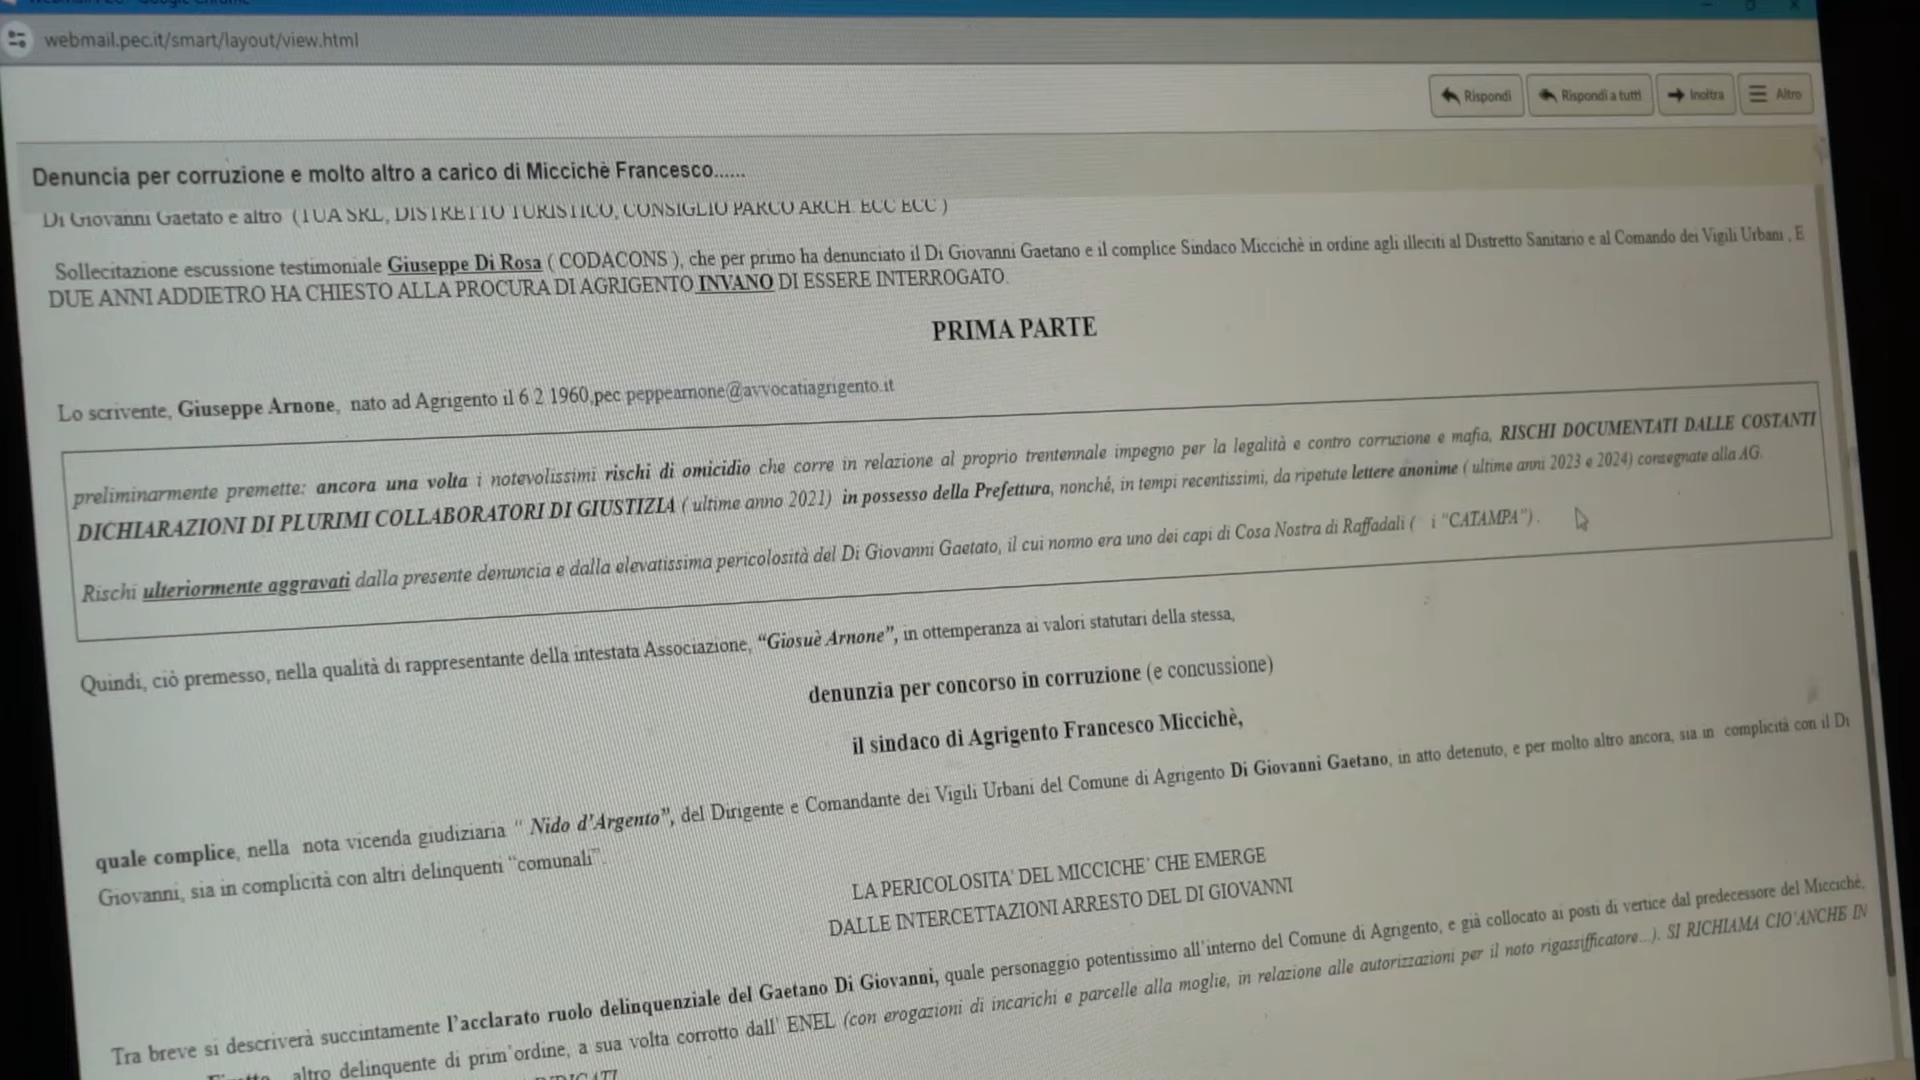 webmail.pec.it/smart/layout/view.html
Rispondi
Rispondi a tutti
Inoltra
Altro
Denuncia per corruzione e molto altro a carico di Miccichè Francesco......
Di Giovanni Gaetato e altro (TUA SRL, DISTRETTO TURISTICO, CONSIGLIO PARCO ARCH. ECC ECC )
Sollecitazione escussione testimoniale Giuseppe Di Rosa ( CODACONS ), che per primo ha denunciato il Di Giovanni Gaetano e il complice Sindaco Miccichè in ordine agli illeciti al Distretto Sanitario e al Comando dei Vigili Urbani , E
DUE ANNI ADDIETRO HA CHIESTO ALLA PROCURA DI AGRIGENTO INVANO DI ESSERE INTERROGATO.
PRIMA PARTE
Lo scrivente, Giuseppe Arnone, nato ad Agrigento il 6 2 1960,pec peppearnone@avvocatiagrigento.it
preliminarmente premette: ancora una volta i notevolissimi rischi di omicidio che corre in relazione al proprio trentennale impegno per la legalità e contro corruzione e mafia, RISCHI DOCUMENTATI DALLE COSTANTI
DICHIARAZIONI DI PLURIMI COLLABORATORI DI GIUSTIZIA ( ultime anno 2021) in possesso della Prefettura, nonché, in tempi recentissimi, da ripetute lettere anonime ( ultime anni 2023 e 2024) consegnate alla AG.
Rischi ulteriormente aggravati dalla presente denuncia e dalla elevatissima pericolosità del Di Giovanni Gaetato, il cui nonno era uno dei capi di Cosa Nostra di Raffadali ( i “CATAMPA”) .
Quindi, ciò premesso, nella qualità di rappresentante della intestata Associazione, “Giosuè Arnone”, in ottemperanza ai valori statutari della stessa,
denunzia per concorso in corruzione (e concussione)
il sindaco di Agrigento Francesco Miccichè,
quale complice, nella nota vicenda giudiziaria “ Nido d’Argento”, del Dirigente e Comandante dei Vigili Urbani del Comune di Agrigento Di Giovanni Gaetano, in atto detenuto, e per molto altro ancora, sia in complicità con il Di
Giovanni, sia in complicità con altri delinquenti “comunali”.
LA PERICOLOSITA’ DEL MICCICHE’ CHE EMERGE
DALLE INTERCETTAZIONI ARRESTO DEL DI GIOVANNI
Tra breve si descriverà succintamente l’acclarato ruolo delinquenziale del Gaetano Di Giovanni, quale personaggio potentissimo all’interno del Comune di Agrigento, e già collocato ai posti di vertice dal predecessore del Miccichè,
altro delinquente di prim’ordine, a sua volta corrotto dall’ ENEL (con erogazioni di incarichi e parcelle alla moglie, in relazione alle autorizzazioni per il noto rigassifficatore...). SI RICHIAMA CIO’ANCHE IN